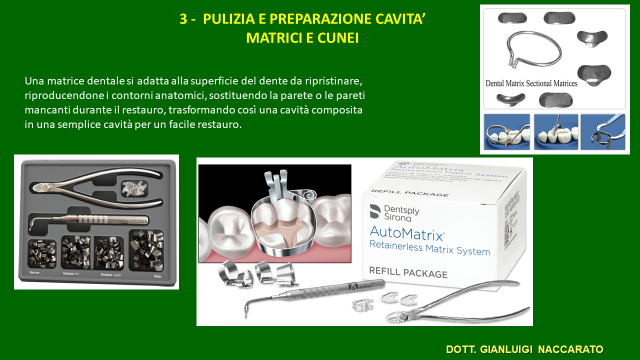 3 - PULIZIA E PREPARAZIONE CAVITA'
MATRICI E CUNEI
Una matrice dentale si adatta alla superficie del dente da ripristinare,
riproducendone i contorni anatomici, sostituendo la parete o le pareti
mancanti durante il restauro, trasformando così una cavità composita
in una semplice cavità per un facile restauro.
Dental Matrix Sectional Matrices
REFILL PACKAGE
Dentsply
Sirona
AutoMatrix®
Retainerless Matrix System
REFILL PACKAGE
DOTT. GIANLUIGI NACCARATO